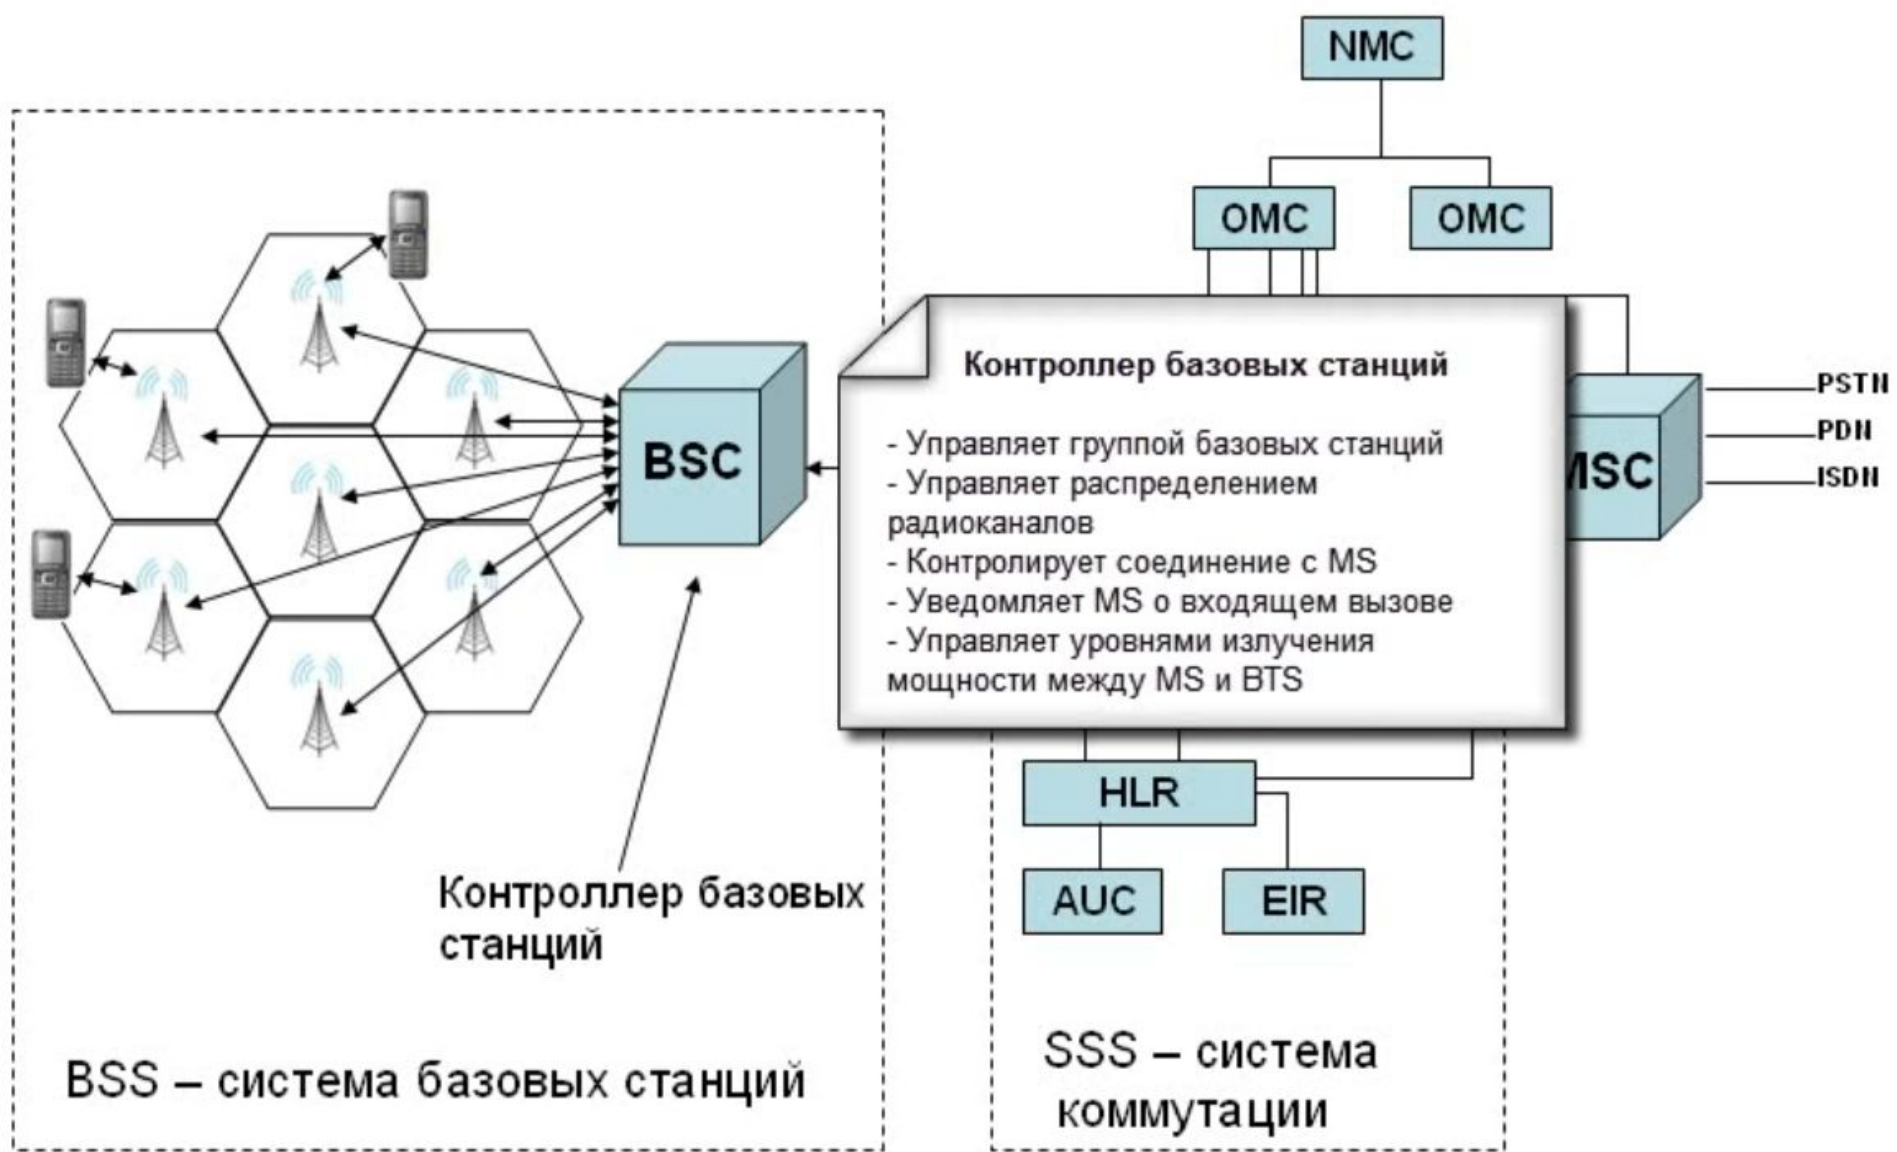 NMC
OMC
OMC
Контроллер базовых станций
- Управляет группой базовых станций
- Управляет распределением
радиоканалов
- Контролирует соединение с MS
- Уведомляет MS о входящем вызове
- Управляет уровнями излучения
мощности между MS и BTS
BSC
MSC
PSTN
PDN
ISDN
HLR
AUC
EIR
Контроллер базовых
станций
BSS – система базовых станций
SSS – система
коммутации